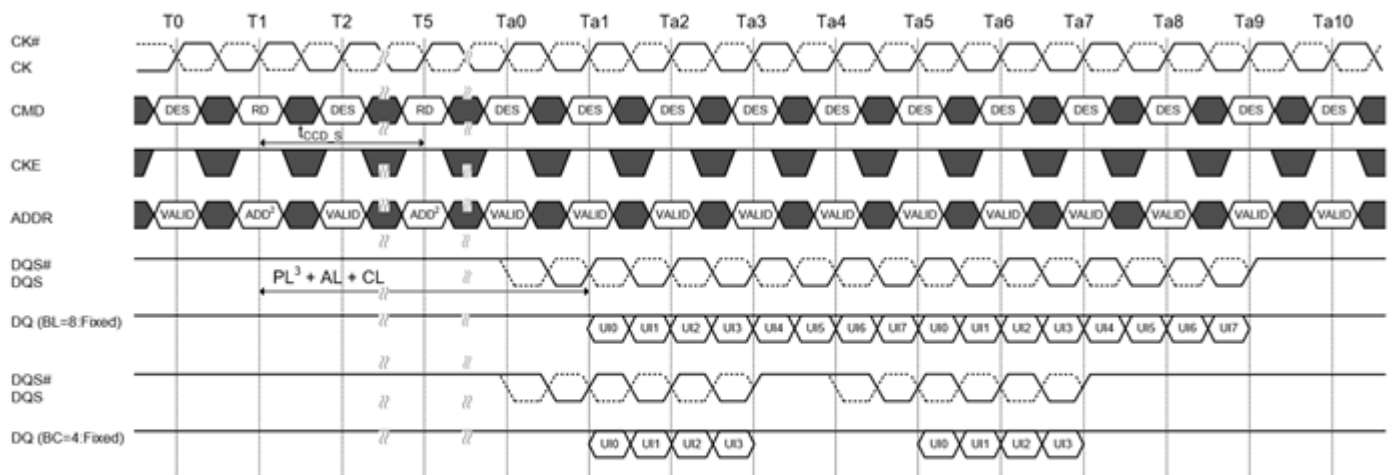 T0 T1 T2 T5 Ta0 Ta1 Ta2 Ta3 Ta4 Ta5 Ta6 Ta7 Ta8 Ta9 Ta10
CK#
CK
CMD DES RD DES RD DES DES DES DES DES DES DES DES DES DES DES
tCCD_S
CKE
ADDR VALID ADD² VALID ADD² VALID VALID VALID VALID VALID VALID VALID VALID VALID VALID VALID
DQS#
DQS
PL³ + AL + CL
DQ (BL=8:Fixed) UI0 UI1 UI2 UI3 UI4 UI5 UI6 UI7 UI0 UI1 UI2 UI3 UI4 UI5 UI6 UI7
DQS#
DQS
DQ (BC=4:Fixed) UI0 UI1 UI2 UI3 UI0 UI1 UI2 UI3